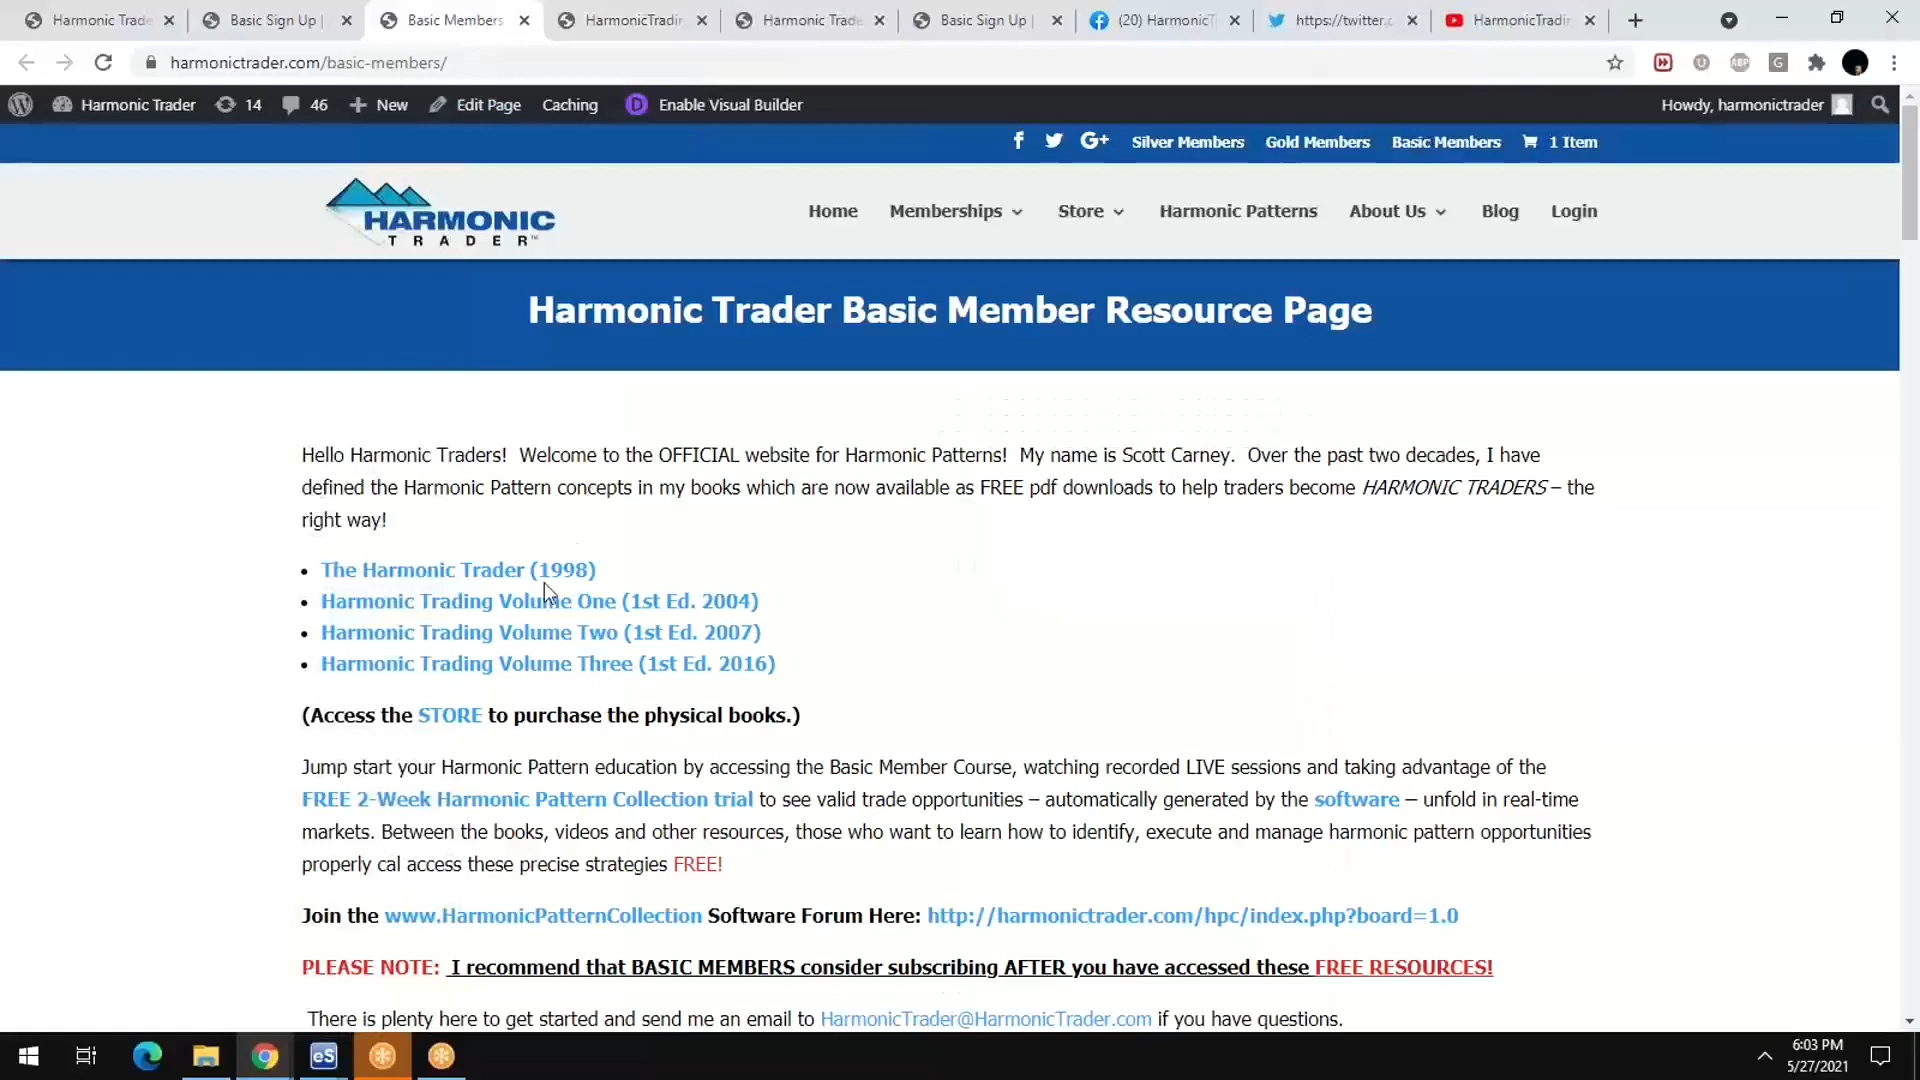 Harmonic Trade
Basic Sign Up |
Basic Members
HarmonicTradin
Harmonic Trade
Basic Sign Up |
(20) HarmonicT
https://twitter.c
HarmonicTradin
harmonictrader.com/basic-members/
Harmonic Trader 14 46 New Edit Page Caching Enable Visual Builder Howdy, harmonictrader
Silver Members Gold Members Basic Members 1 Item
HARMONIC
TRADER™
Home Memberships Store Harmonic Patterns About Us Blog Login
Harmonic Trader Basic Member Resource Page
Hello Harmonic Traders! Welcome to the OFFICIAL website for Harmonic Patterns! My name is Scott Carney. Over the past two decades, I have
defined the Harmonic Pattern concepts in my books which are now available as FREE pdf downloads to help traders become HARMONIC TRADERS – the
right way!
• The Harmonic Trader (1998)
• Harmonic Trading Volume One (1st Ed. 2004)
• Harmonic Trading Volume Two (1st Ed. 2007)
• Harmonic Trading Volume Three (1st Ed. 2016)
(Access the STORE to purchase the physical books.)
Jump start your Harmonic Pattern education by accessing the Basic Member Course, watching recorded LIVE sessions and taking advantage of the
FREE 2-Week Harmonic Pattern Collection trial to see valid trade opportunities – automatically generated by the software – unfold in real-time
markets. Between the books, videos and other resources, those who want to learn how to identify, execute and manage harmonic pattern opportunities
properly cal access these precise strategies FREE!
Join the www.HarmonicPatternCollection Software Forum Here: http://harmonictrader.com/hpc/index.php?board=1.0
PLEASE NOTE: I recommend that BASIC MEMBERS consider subscribing AFTER you have accessed these FREE RESOURCES!
There is plenty here to get started and send me an email to HarmonicTrader@HarmonicTrader.com if you have questions.
eS
6:03 PM
5/27/2021